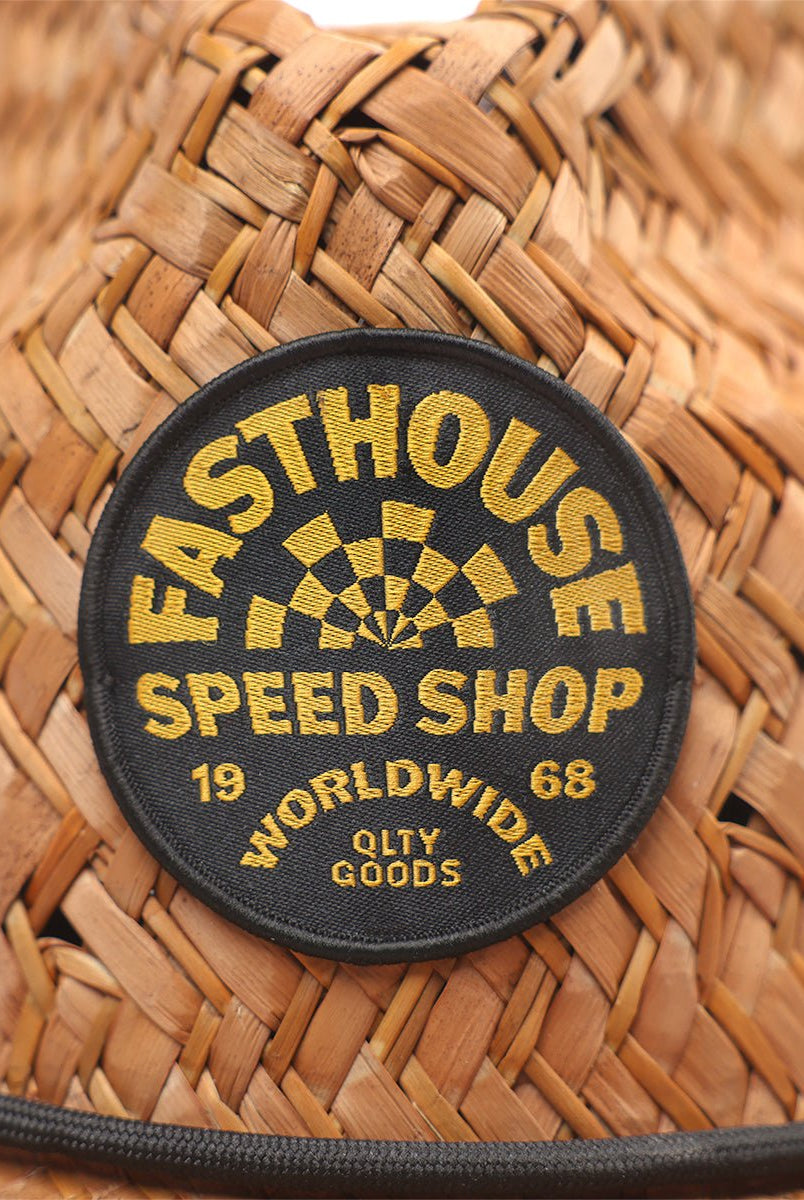 FASTHOUSE
SPEED SHOP
19 68
WORLDWIDE
QLTY
GOODS